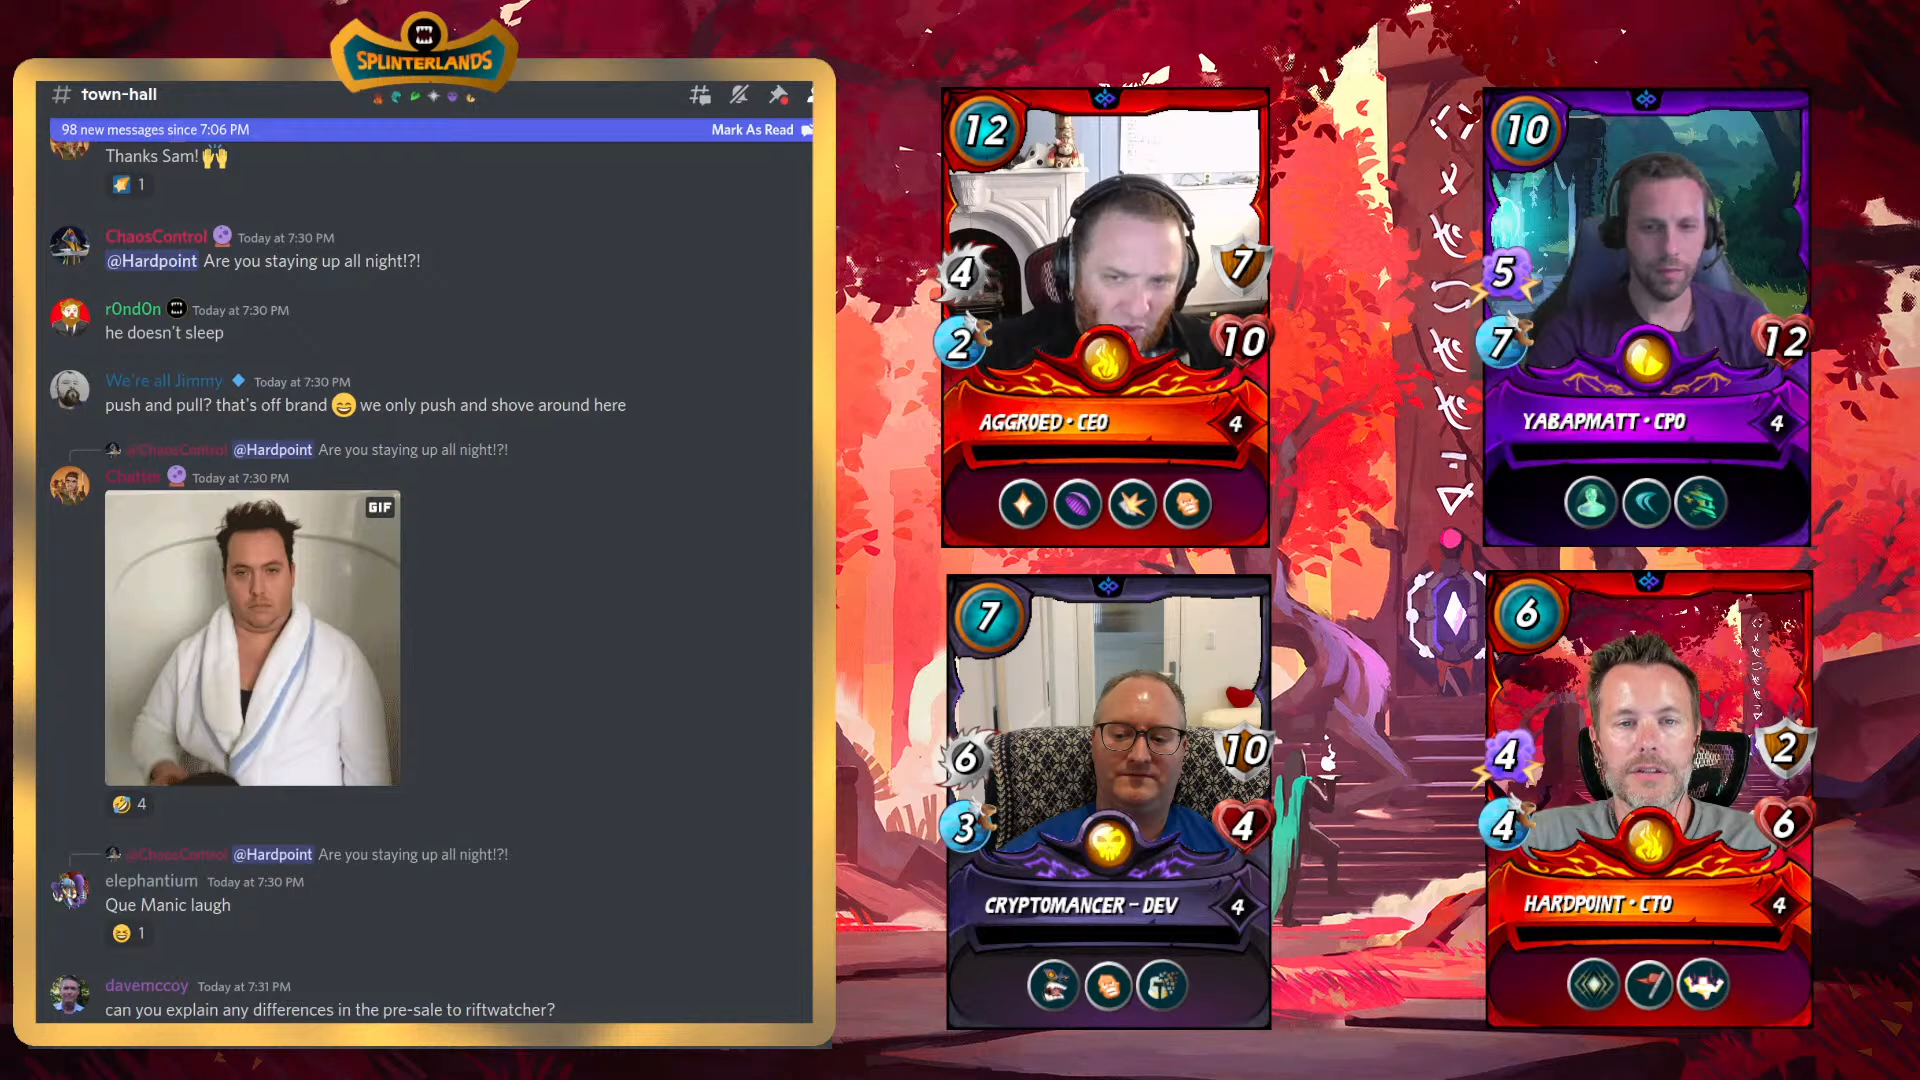 SPLINTERLANDS
# town-hall
98 new messages since 7:06 PM
Mark As Read
Thanks Sam! 🙌
1
ChaosControl Today at 7:30 PM
@Hardpoint Are you staying up all night!?!
r0nd0n Today at 7:30 PM
he doesn't sleep
We're all Jimmy Today at 7:30 PM
push and pull? that's off brand 😄 we only push and shove around here
@ChaosControl @Hardpoint Are you staying up all night!?!
Chatter Today at 7:30 PM
GIF
🤣 4
@ChaosControl @Hardpoint Are you staying up all night!?!
elephantium Today at 7:30 PM
Que Manic laugh
😆 1
davemccoy Today at 7:31 PM
can you explain any differences in the pre-sale to riftwatcher?
12
4
7
2
10
AGGROED • CEO
4
10
5
7
12
YABAPMATT • CPO
4
7
6
10
3
4
CRYPTOMANCER – DEV
4
6
4
2
4
6
HARDPOINT • CTO
4